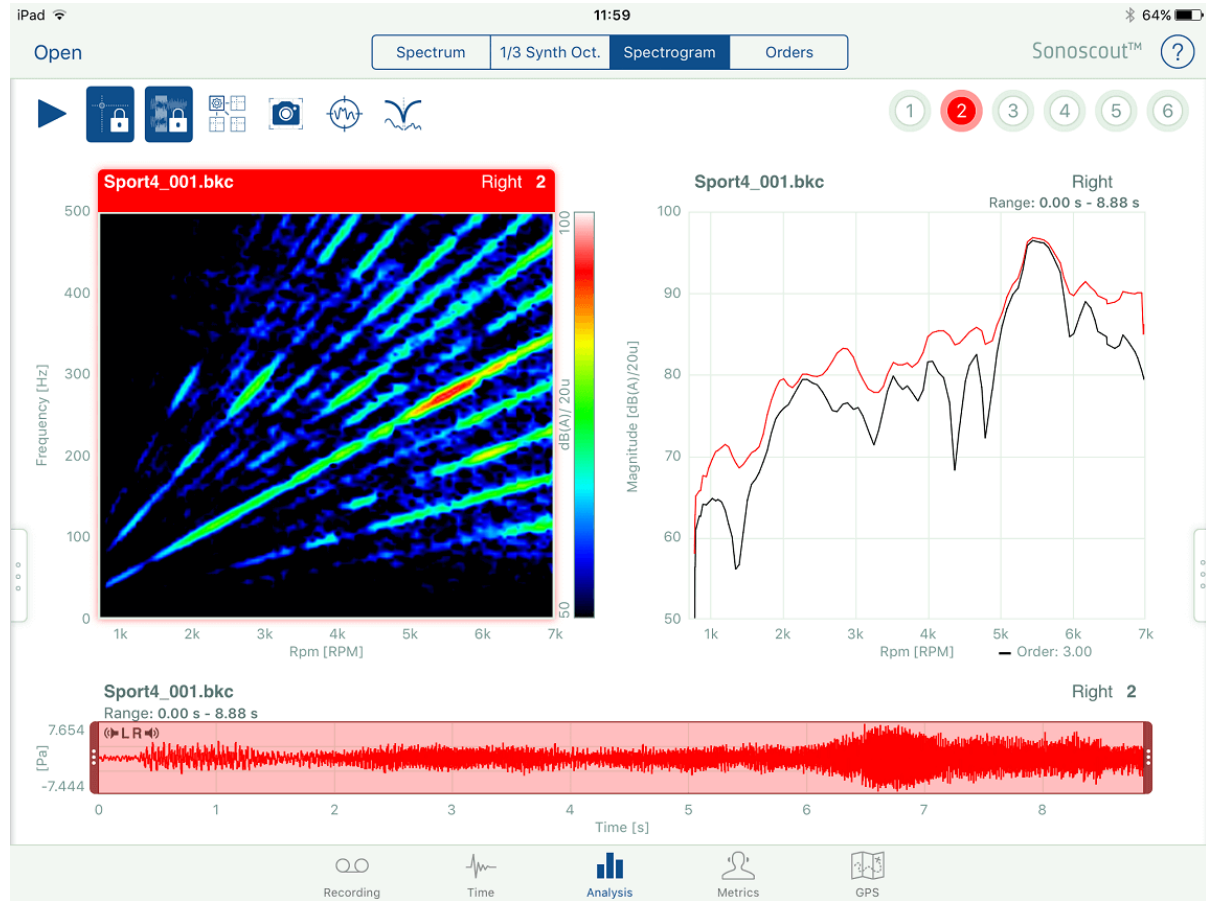 iPad 11:59 64%
Open Spectrum 1/3 Synth Oct. Spectrogram Orders Sonoscout™ ?
1 2 3 4 5 6
Sport4_001.bkc Right 2
500
400
300
200
100
0
Frequency [Hz]
1k 2k 3k 4k 5k 6k 7k
Rpm [RPM]
100
dB(A)/ 20u
50
Sport4_001.bkc Right
Range: 0.00 s - 8.88 s
100
90
80
70
60
50
Magnitude [dB(A)/20u]
1k 2k 3k 4k 5k 6k 7k
Rpm [RPM] Order: 3.00
Sport4_001.bkc Right 2
Range: 0.00 s - 8.88 s
7.654
L R
[Pa]
-7.444
0 1 2 3 4 5 6 7 8
Time [s]
Recording Time Analysis Metrics GPS